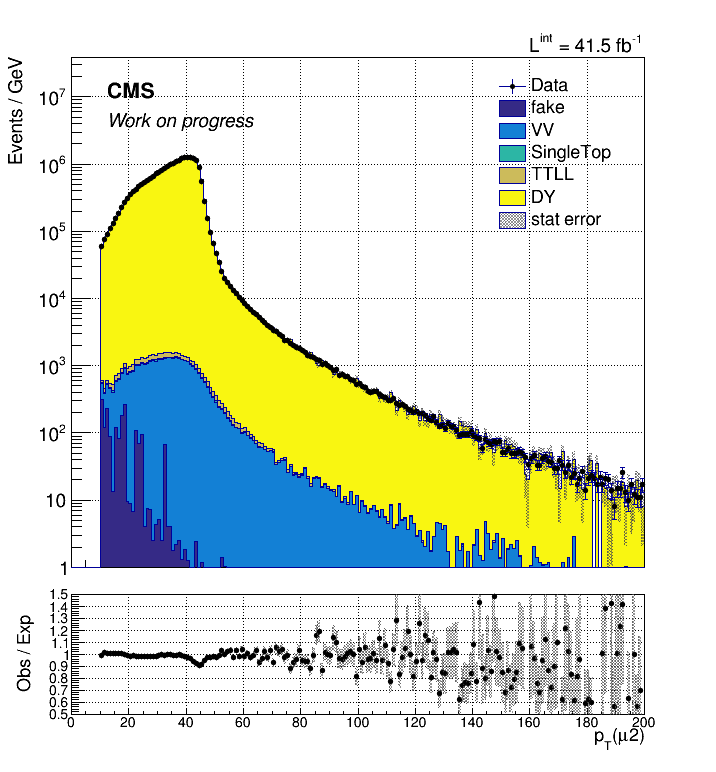 L^int = 41.5 fb^-1
Events / GeV
CMS
Work on progress
Data
fake
VV
SingleTop
TTLL
DY
stat error
10^7
10^6
10^5
10^4
10^3
10^2
10
1
Obs / Exp
1.5
1.4
1.3
1.2
1.1
1
0.9
0.8
0.7
0.6
0.5
0 20 40 60 80 100 120 140 160 180 200
p_T(μ2)